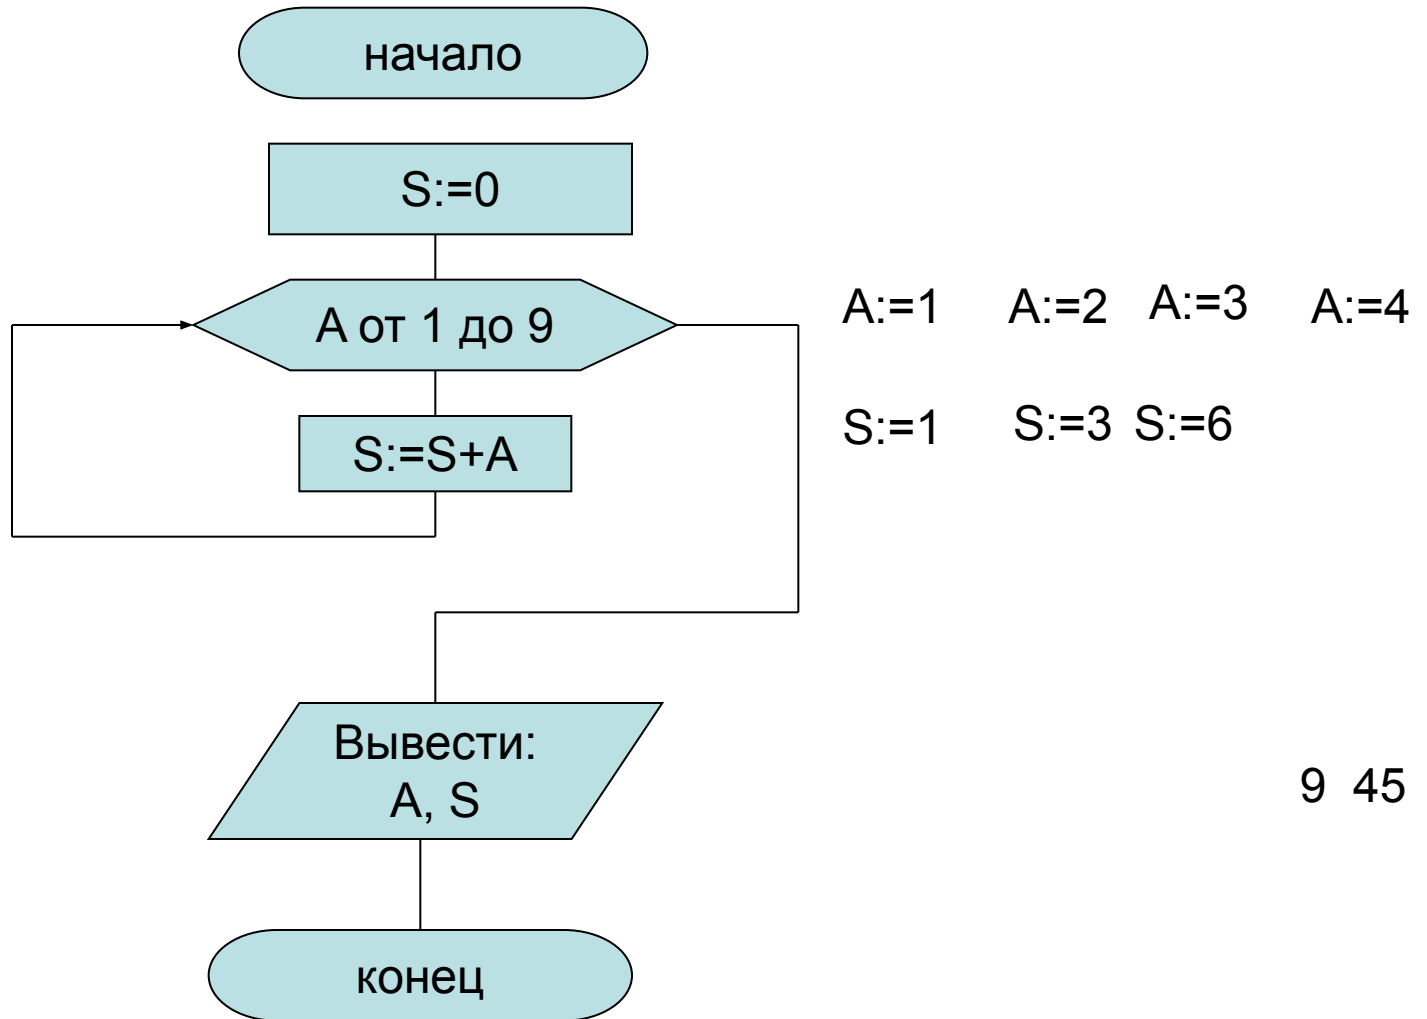 начало
S:=0
А от 1 до 9
S:=S+A
Вывести:
A, S
конец
A:=1 A:=2 A:=3 A:=4
S:=1 S:=3 S:=6
9 45